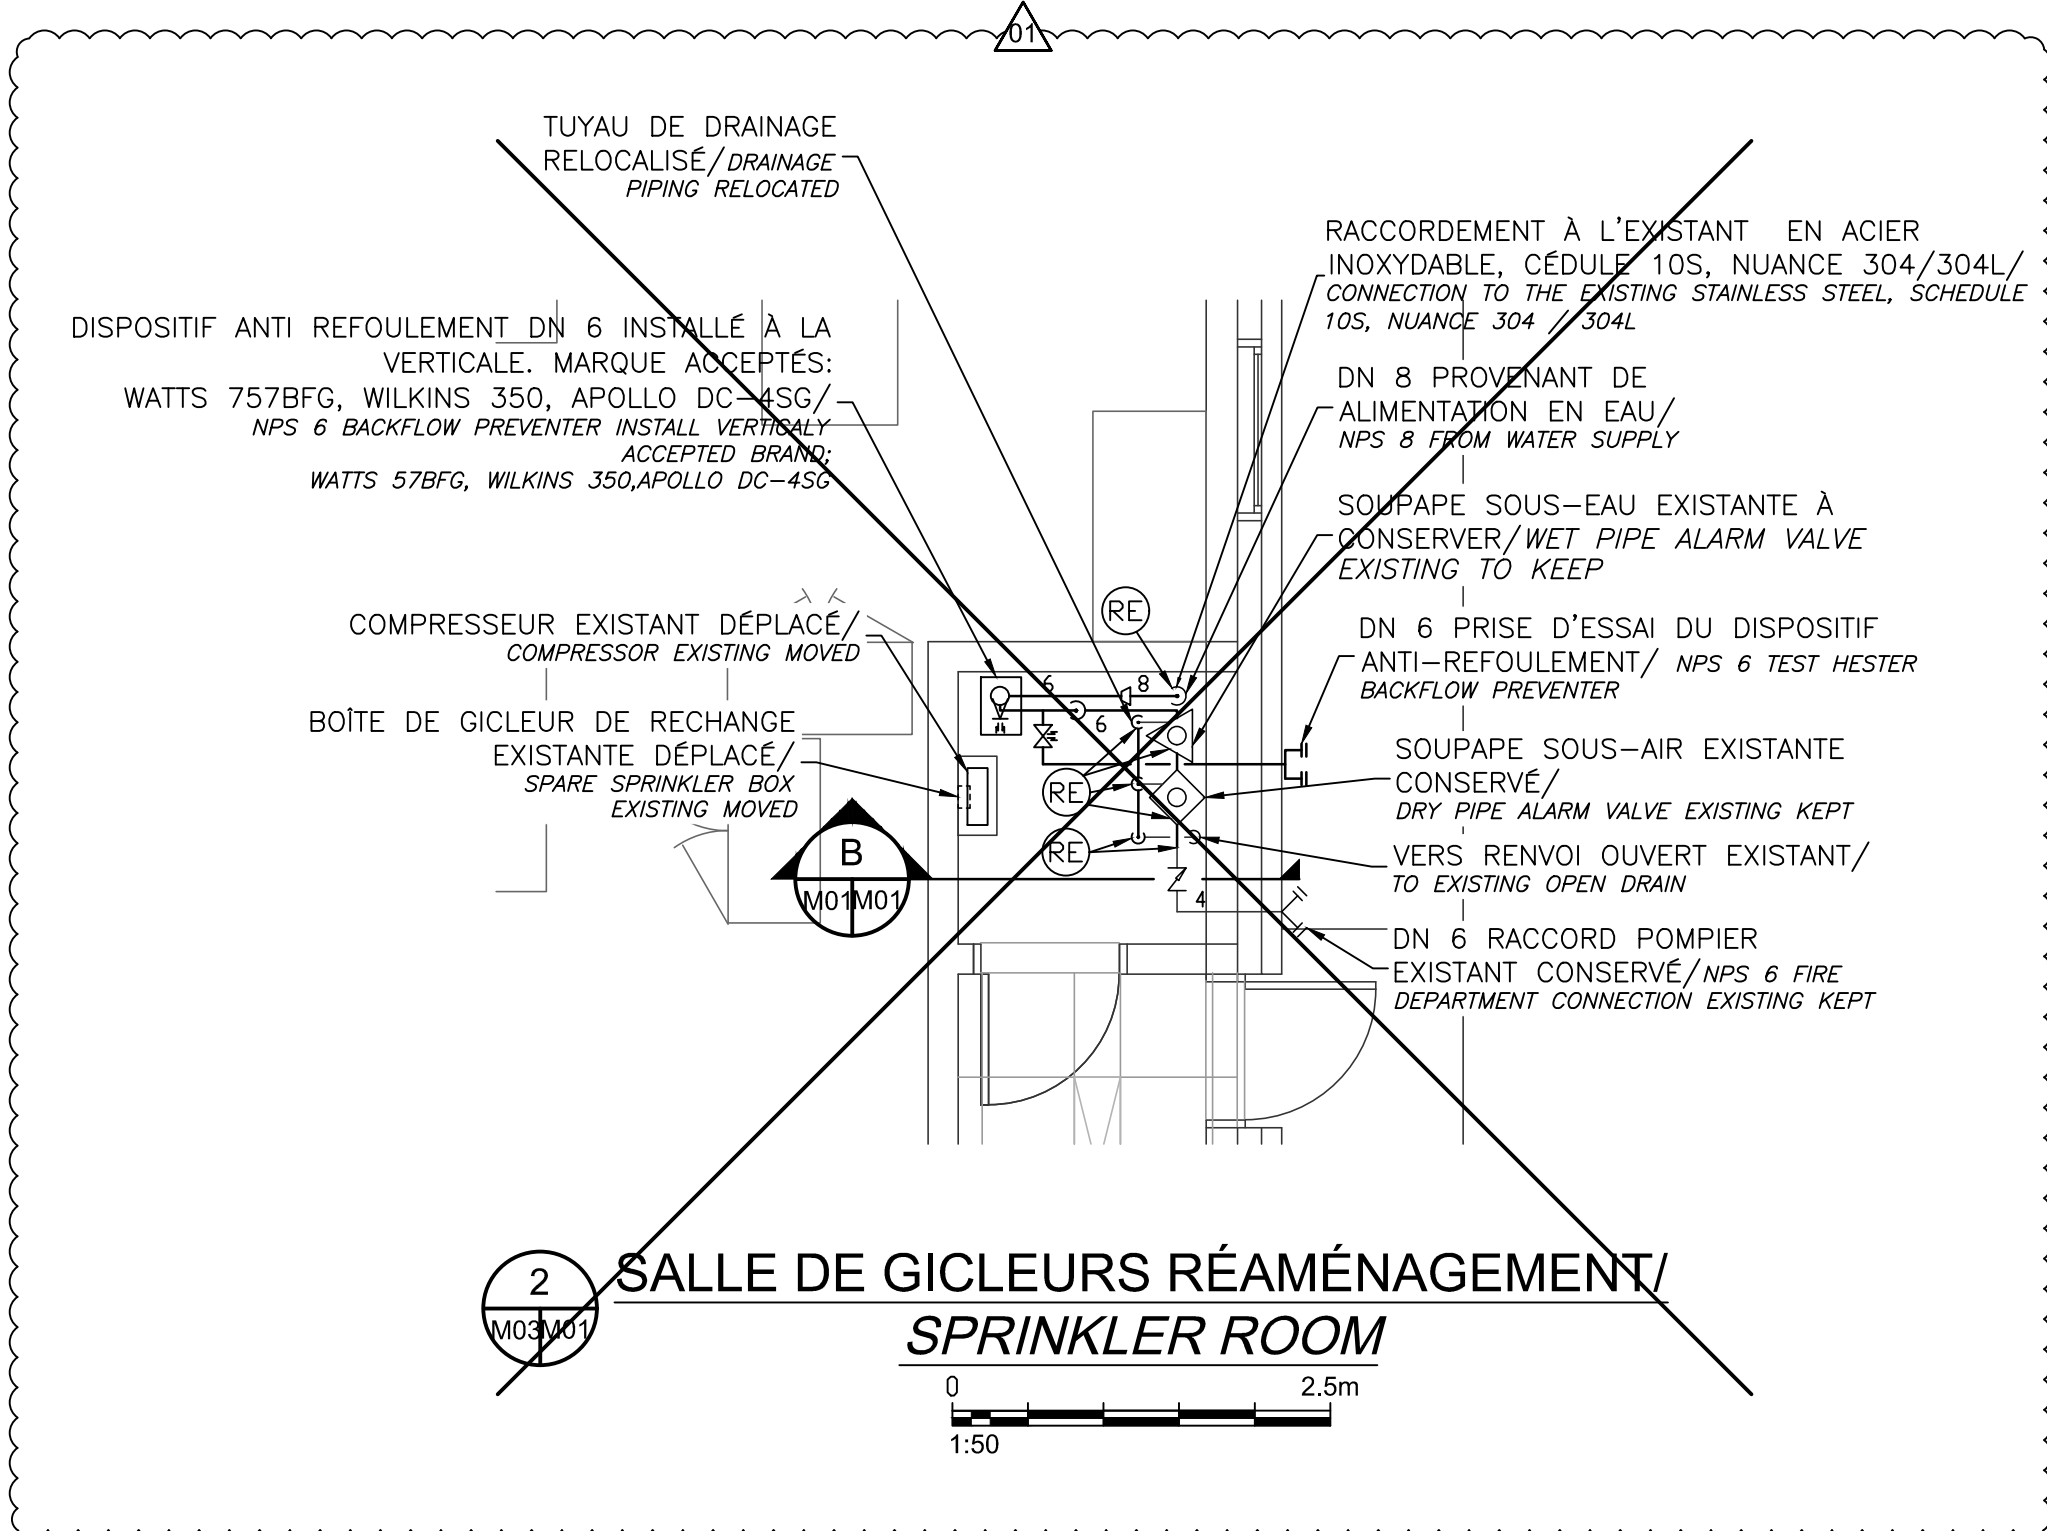 01
TUYAU DE DRAINAGE
RELOCALISÉ/DRAINAGE
PIPING RELOCATED
RACCORDEMENT À L'EXISTANT EN ACIER
INOXYDABLE, CÉDULE 10S, NUANCE 304/304L/
CONNECTION TO THE EXISTING STAINLESS STEEL, SCHEDULE
10S, NUANCE 304 / 304L
DISPOSITIF ANTI REFOULEMENT DN 6 INSTALLÉ À LA
VERTICALE. MARQUE ACCEPTÉS:
WATTS 757BFG, WILKINS 350, APOLLO DC-4SG/
NPS 6 BACKFLOW PREVENTER INSTALL VERTICALY
ACCEPTED BRAND;
WATTS 57BFG, WILKINS 350,APOLLO DC-4SG
DN 8 PROVENANT DE
ALIMENTATION EN EAU/
NPS 8 FROM WATER SUPPLY
SOUPAPE SOUS-EAU EXISTANTE À
CONSERVER/WET PIPE ALARM VALVE
EXISTING TO KEEP
COMPRESSEUR EXISTANT DÉPLACÉ/
COMPRESSOR EXISTING MOVED
RE
DN 6 PRISE D'ESSAI DU DISPOSITIF
ANTI-REFOULEMENT/ NPS 6 TEST HESTER
BACKFLOW PREVENTER
6
8
6
BOÎTE DE GICLEUR DE RECHANGE
EXISTANTE DÉPLACÉ/
SPARE SPRINKLER BOX
EXISTING MOVED
RE
SOUPAPE SOUS-AIR EXISTANTE
CONSERVÉ/
DRY PIPE ALARM VALVE EXISTING KEPT
RE
VERS RENVOI OUVERT EXISTANT/
TO EXISTING OPEN DRAIN
B
M01 M01
4
DN 6 RACCORD POMPIER
EXISTANT CONSERVÉ/NPS 6 FIRE
DEPARTMENT CONNECTION EXISTING KEPT
2
M03 M01
SALLE DE GICLEURS RÉAMÉNAGEMENT/
SPRINKLER ROOM
0 2.5m
1:50